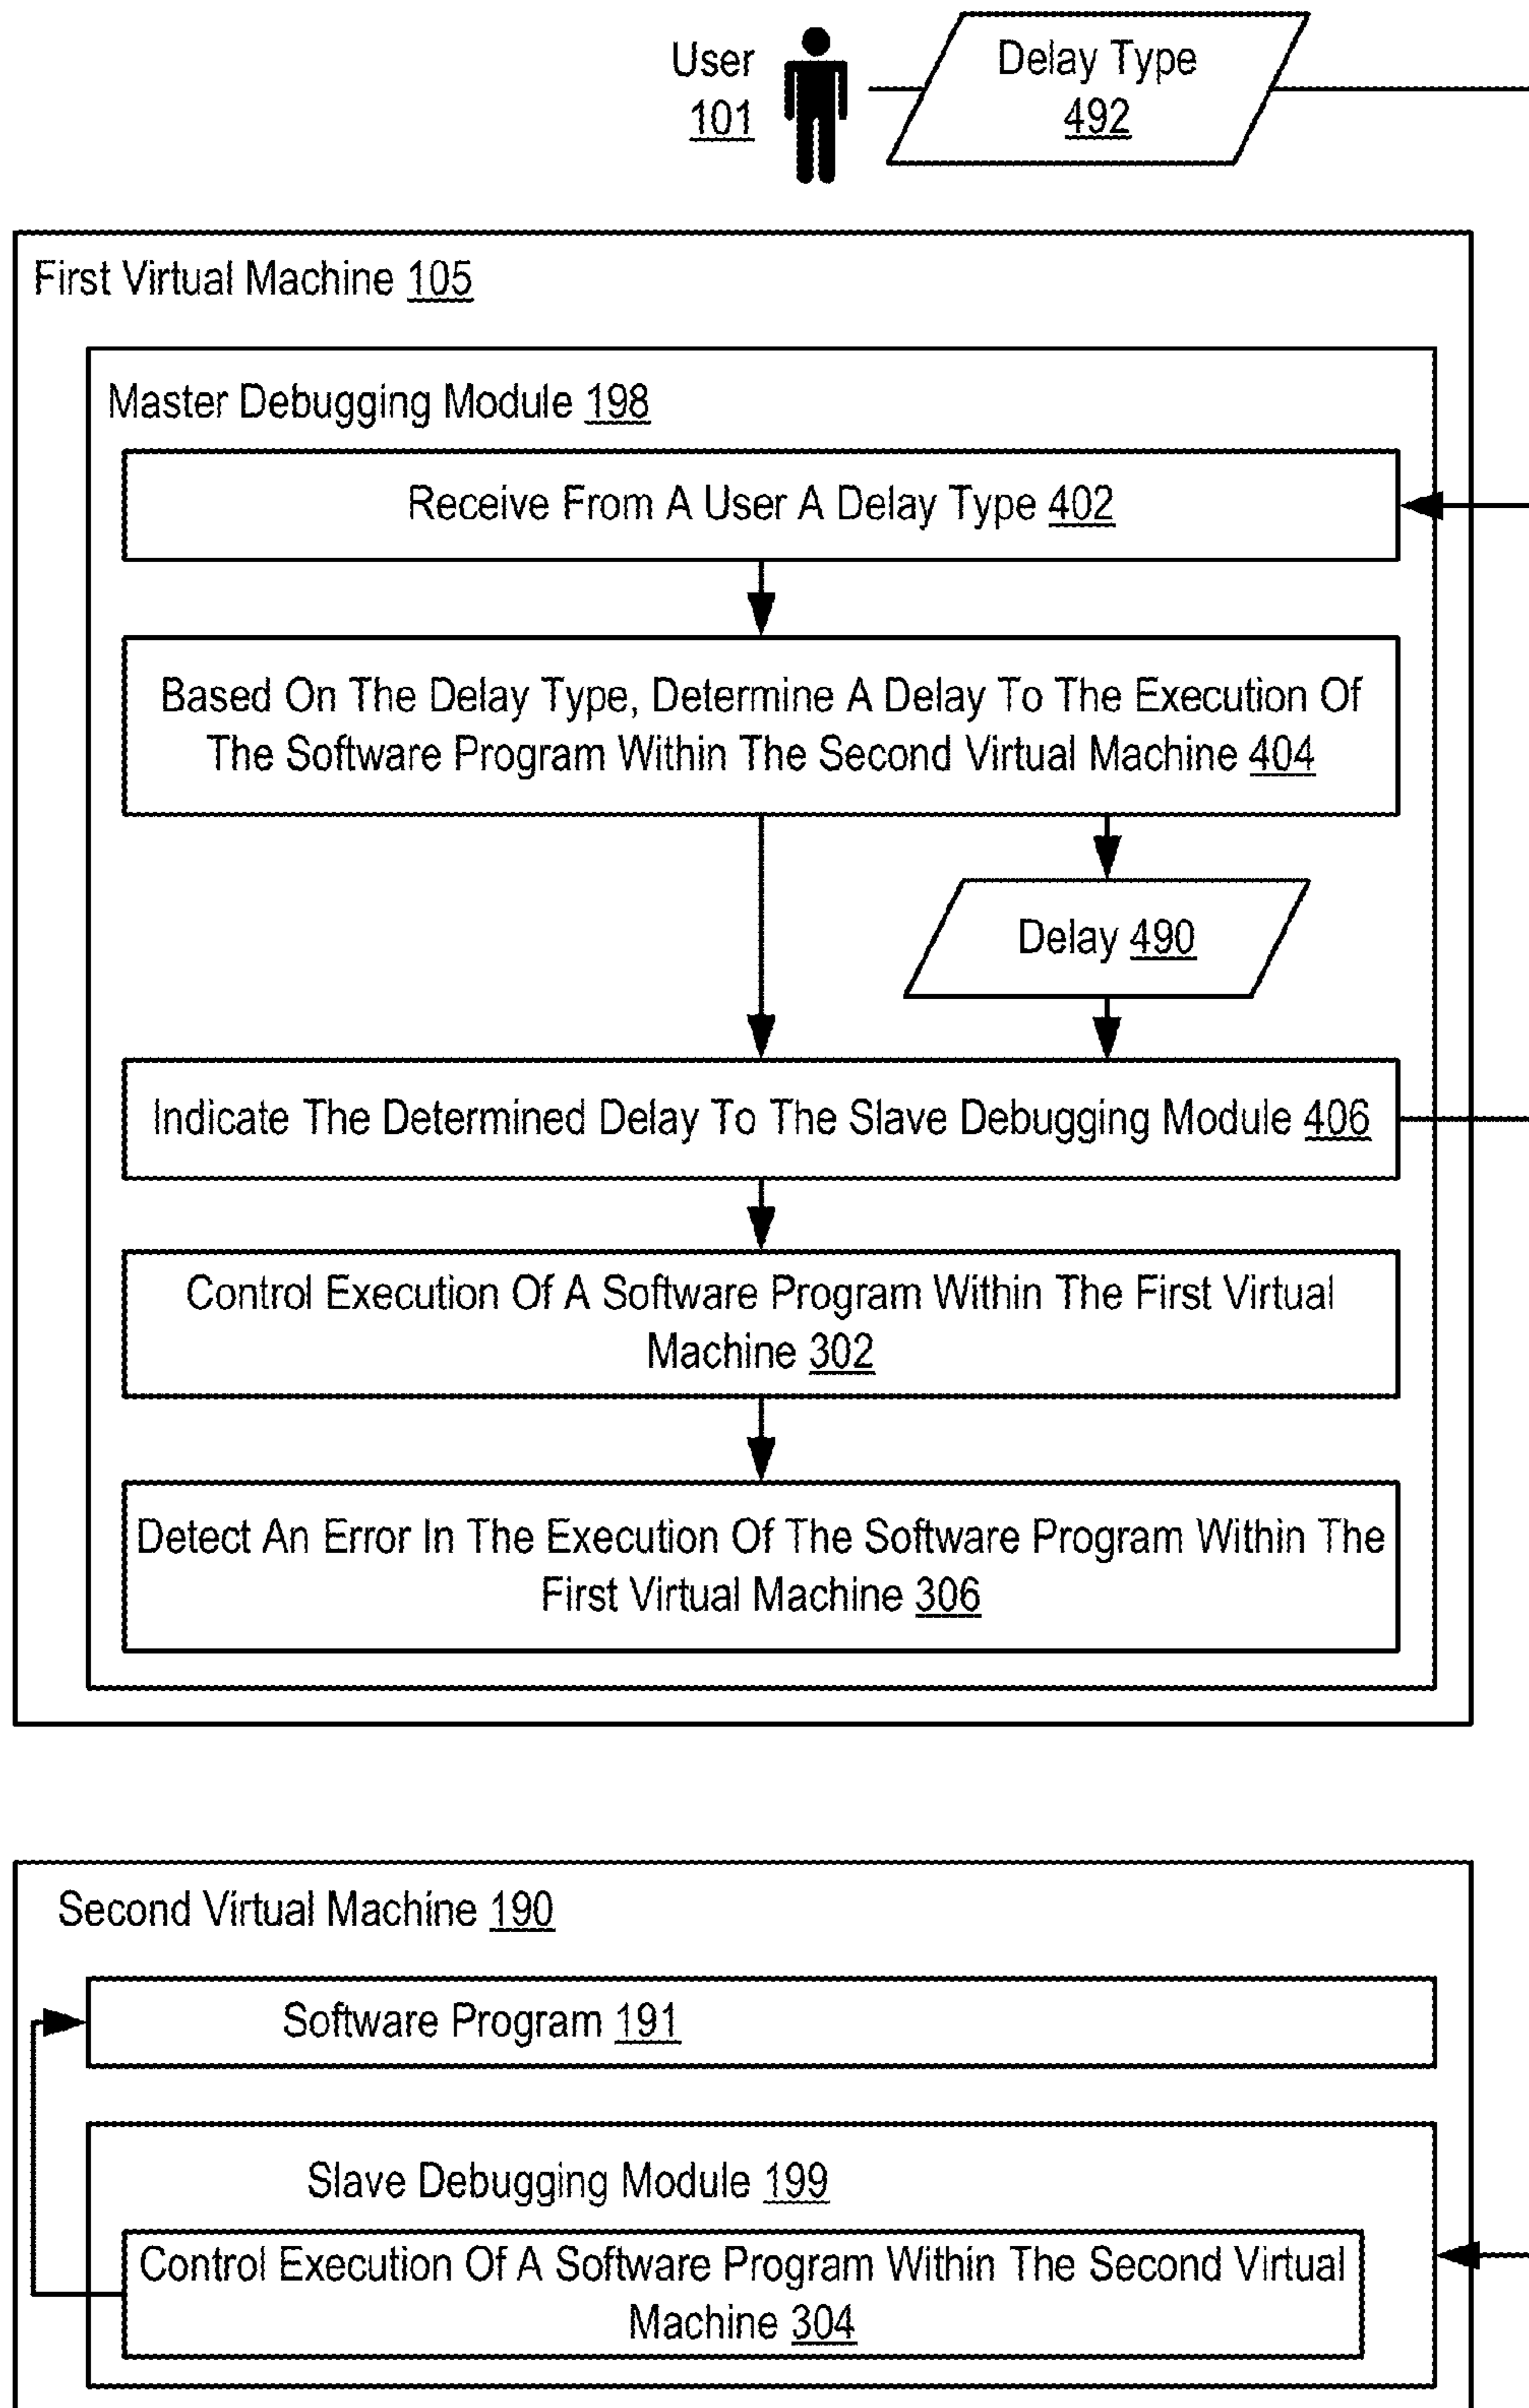 User
101
Delay Type
492
First Virtual Machine 105
Master Debugging Module 198
Receive From A User A Delay Type 402
Based On The Delay Type, Determine A Delay To The Execution Of
The Software Program Within The Second Virtual Machine 404
Delay 490
Indicate The Determined Delay To The Slave Debugging Module 406
Control Execution Of A Software Program Within The First Virtual
Machine 302
Detect An Error In The Execution Of The Software Program Within The
First Virtual Machine 306
Second Virtual Machine 190
Software Program 191
Slave Debugging Module 199
Control Execution Of A Software Program Within The Second Virtual
Machine 304